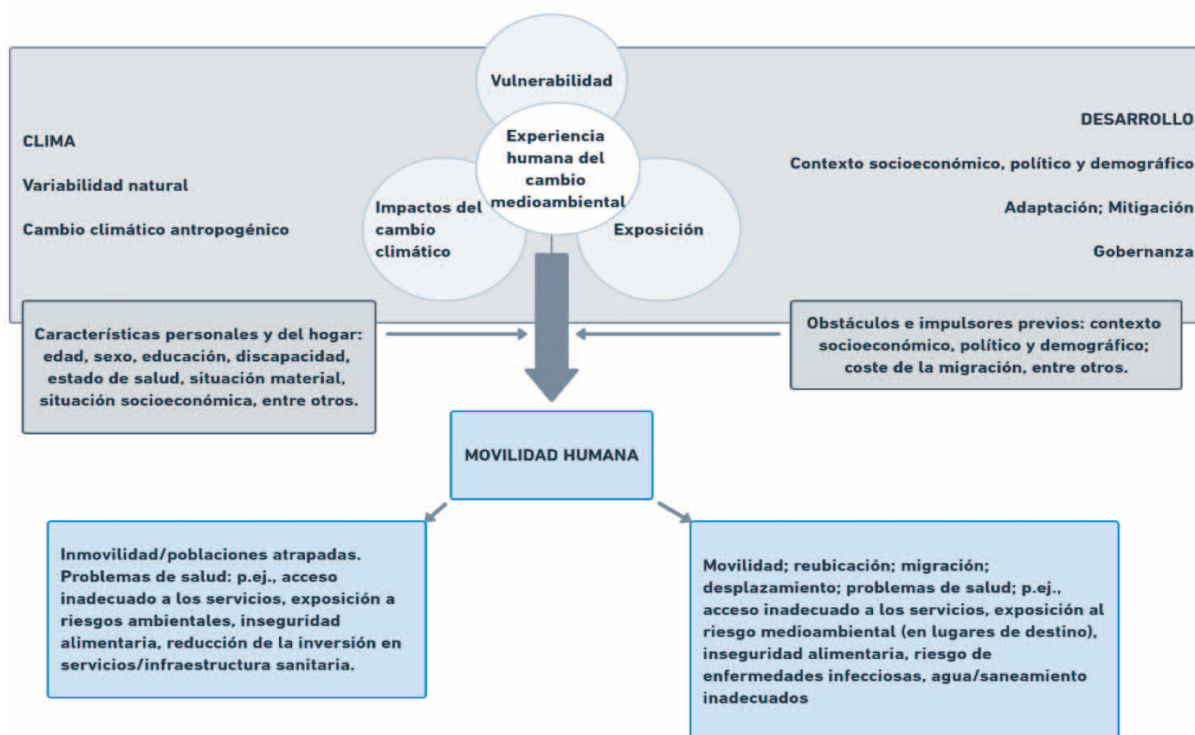 Vulnerabilidad
CLIMA
Variabilidad natural
Cambio climático antropogénico
Experiencia
humana del
cambio
medioambiental
Impactos del
cambio
climático
Exposición
DESARROLLO
Contexto socioeconómico, político y demográfico
Adaptación; Mitigación
Gobernanza
Características personales y del hogar:
edad, sexo, educación, discapacidad,
estado de salud, situación material,
situación socioeconómica, entre otros.
Obstáculos e impulsores previos: contexto
socioeconómico, político y demográfico;
coste de la migración, entre otros.
MOVILIDAD HUMANA
Inmovilidad/poblaciones atrapadas.
Problemas de salud: p.ej., acceso
inadecuado a los servicios, exposición a
riesgos ambientales, inseguridad
alimentaria, reducción de la inversión en
servicios/infraestructura sanitaria.
Movilidad; reubicación; migración;
desplazamiento; problemas de salud; p.ej.,
acceso inadecuado a los servicios, exposición al
riesgo medioambiental (en lugares de destino),
inseguridad alimentaria, riesgo de
enfermedades infecciosas, agua/saneamiento
inadecuados